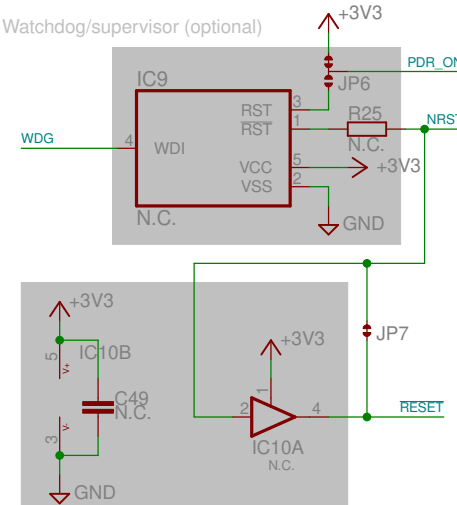 +3V3
Watchdog/supervisor (optional)
PDR_ON
IC9
JP6
3
RST
R25
1
RST
NRST
WDG
4
WDI
N.C.
5
VCC
+3V3
2
VSS
N.C.
GND
+3V3
JP7
+3V3
IC10B
5
V+
1
C49
N.C.
RESET
2
4
V-
3
IC10A
N.C.
GND